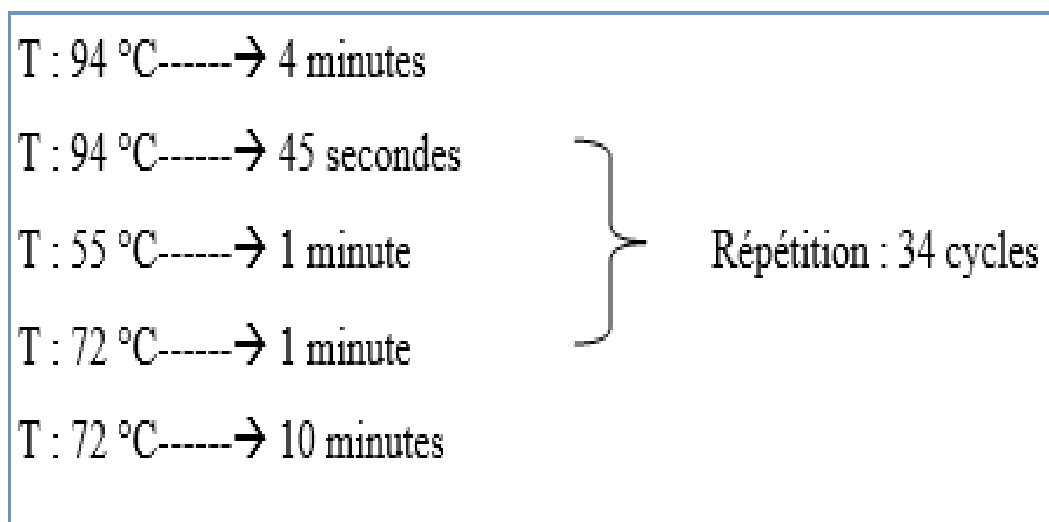 T : 94 °C------→ 4 minutes
T : 94 °C------→ 45 secondes
T : 55 °C------→ 1 minute
Répétition : 34 cycles
T : 72 °C------→ 1 minute
T : 72 °C------→ 10 minutes